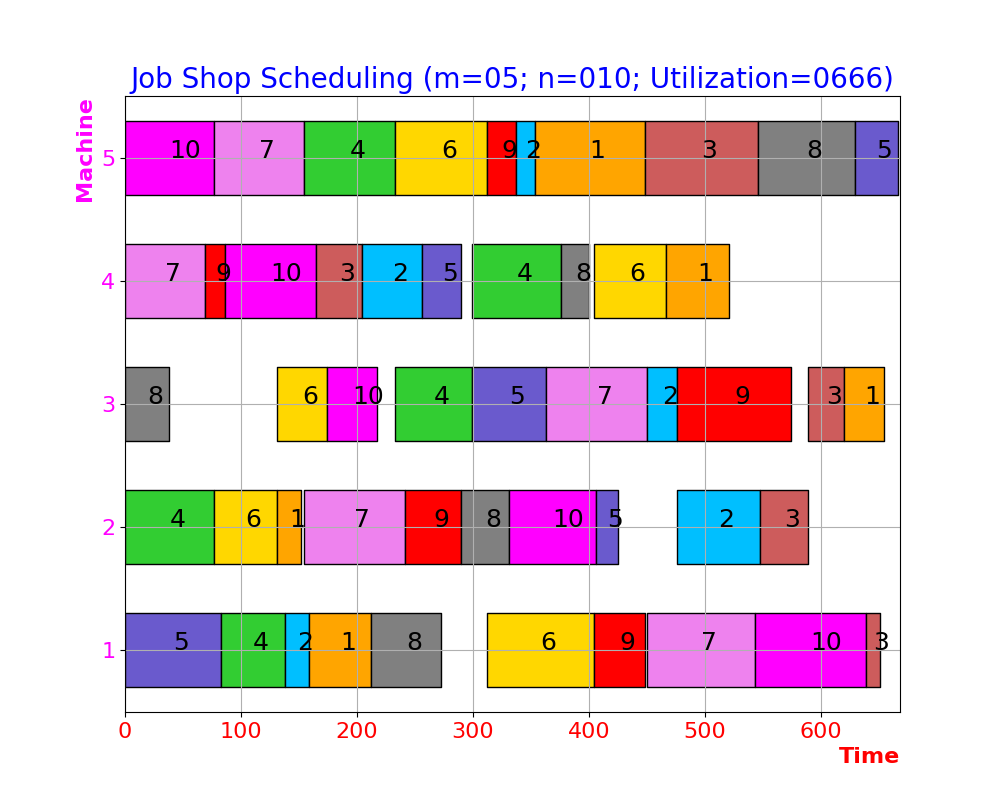 Job Shop Scheduling (m=05; n=010; Utilization=0666)
Machine
5
10 7 4 6 9 2 1 3 8 5
4
7 9 10 3 2 5 4 8 6 1
3
8 6 10 4 5 7 2 9 3 1
2
4 6 1 7 9 8 10 5 2 3
1
5 4 2 1 8 6 9 7 10 3
0 100 200 300 400 500 600
Time